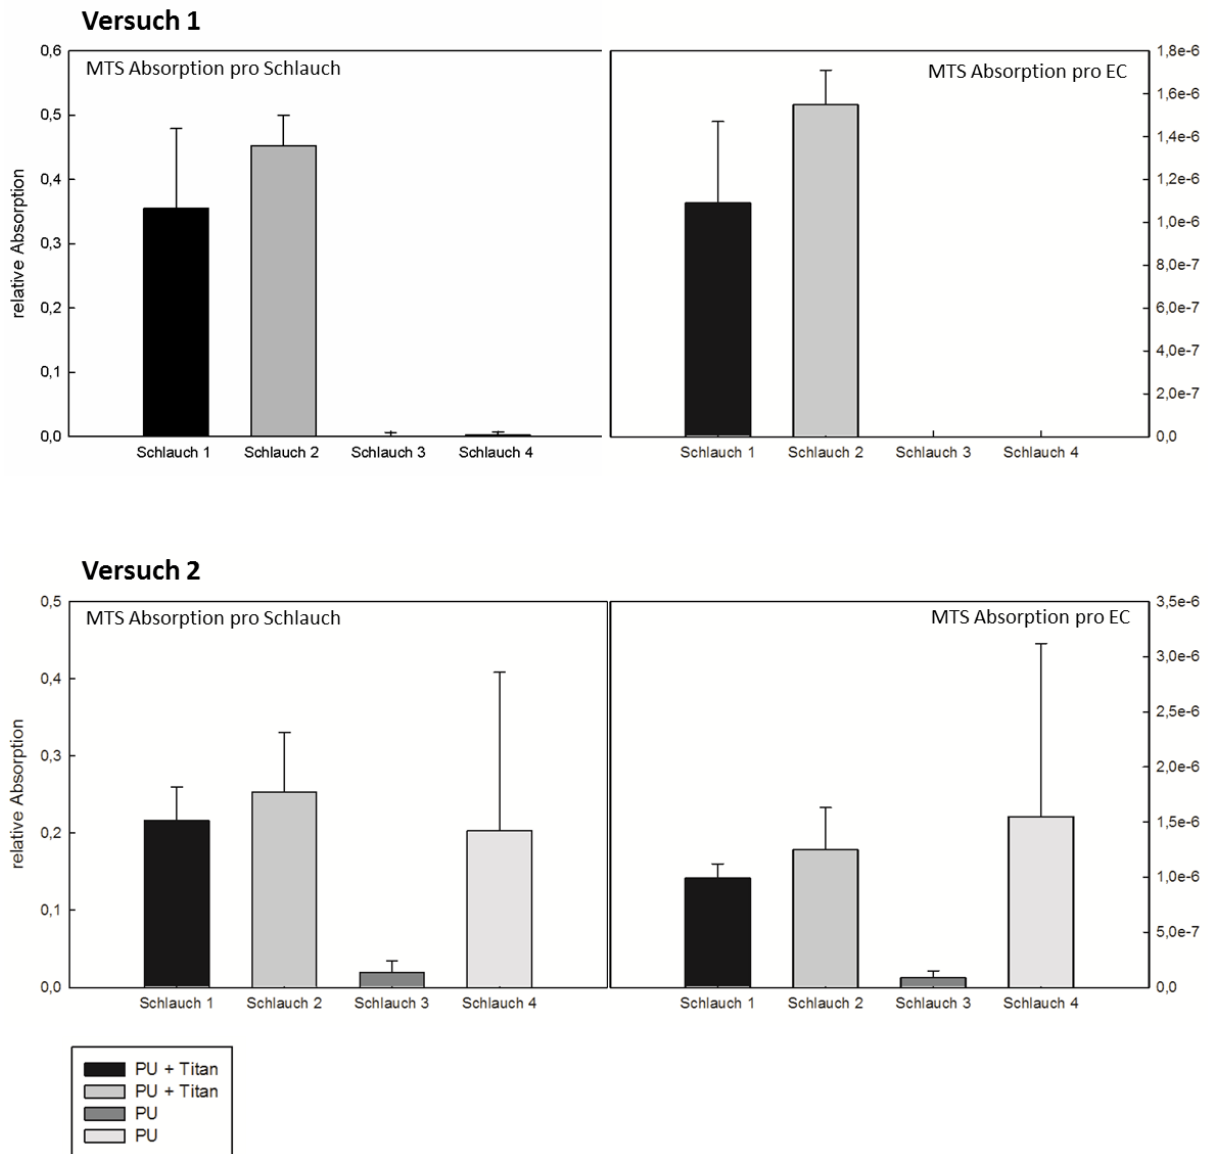 Versuch 1
MTS Absorption pro Schlauch
relative Absorption
0,6
0,5
0,4
0,3
0,2
0,1
0,0
Schlauch 1 Schlauch 2 Schlauch 3 Schlauch 4
MTS Absorption pro EC
1,8e-6
1,6e-6
1,4e-6
1,2e-6
1,0e-6
8,0e-7
6,0e-7
4,0e-7
2,0e-7
0,0
Schlauch 1 Schlauch 2 Schlauch 3 Schlauch 4
Versuch 2
MTS Absorption pro Schlauch
relative Absorption
0,5
0,4
0,3
0,2
0,1
0,0
Schlauch 1 Schlauch 2 Schlauch 3 Schlauch 4
MTS Absorption pro EC
3,5e-6
3,0e-6
2,5e-6
2,0e-6
1,5e-6
1,0e-6
5,0e-7
0,0
Schlauch 1 Schlauch 2 Schlauch 3 Schlauch 4
PU + Titan
PU + Titan
PU
PU